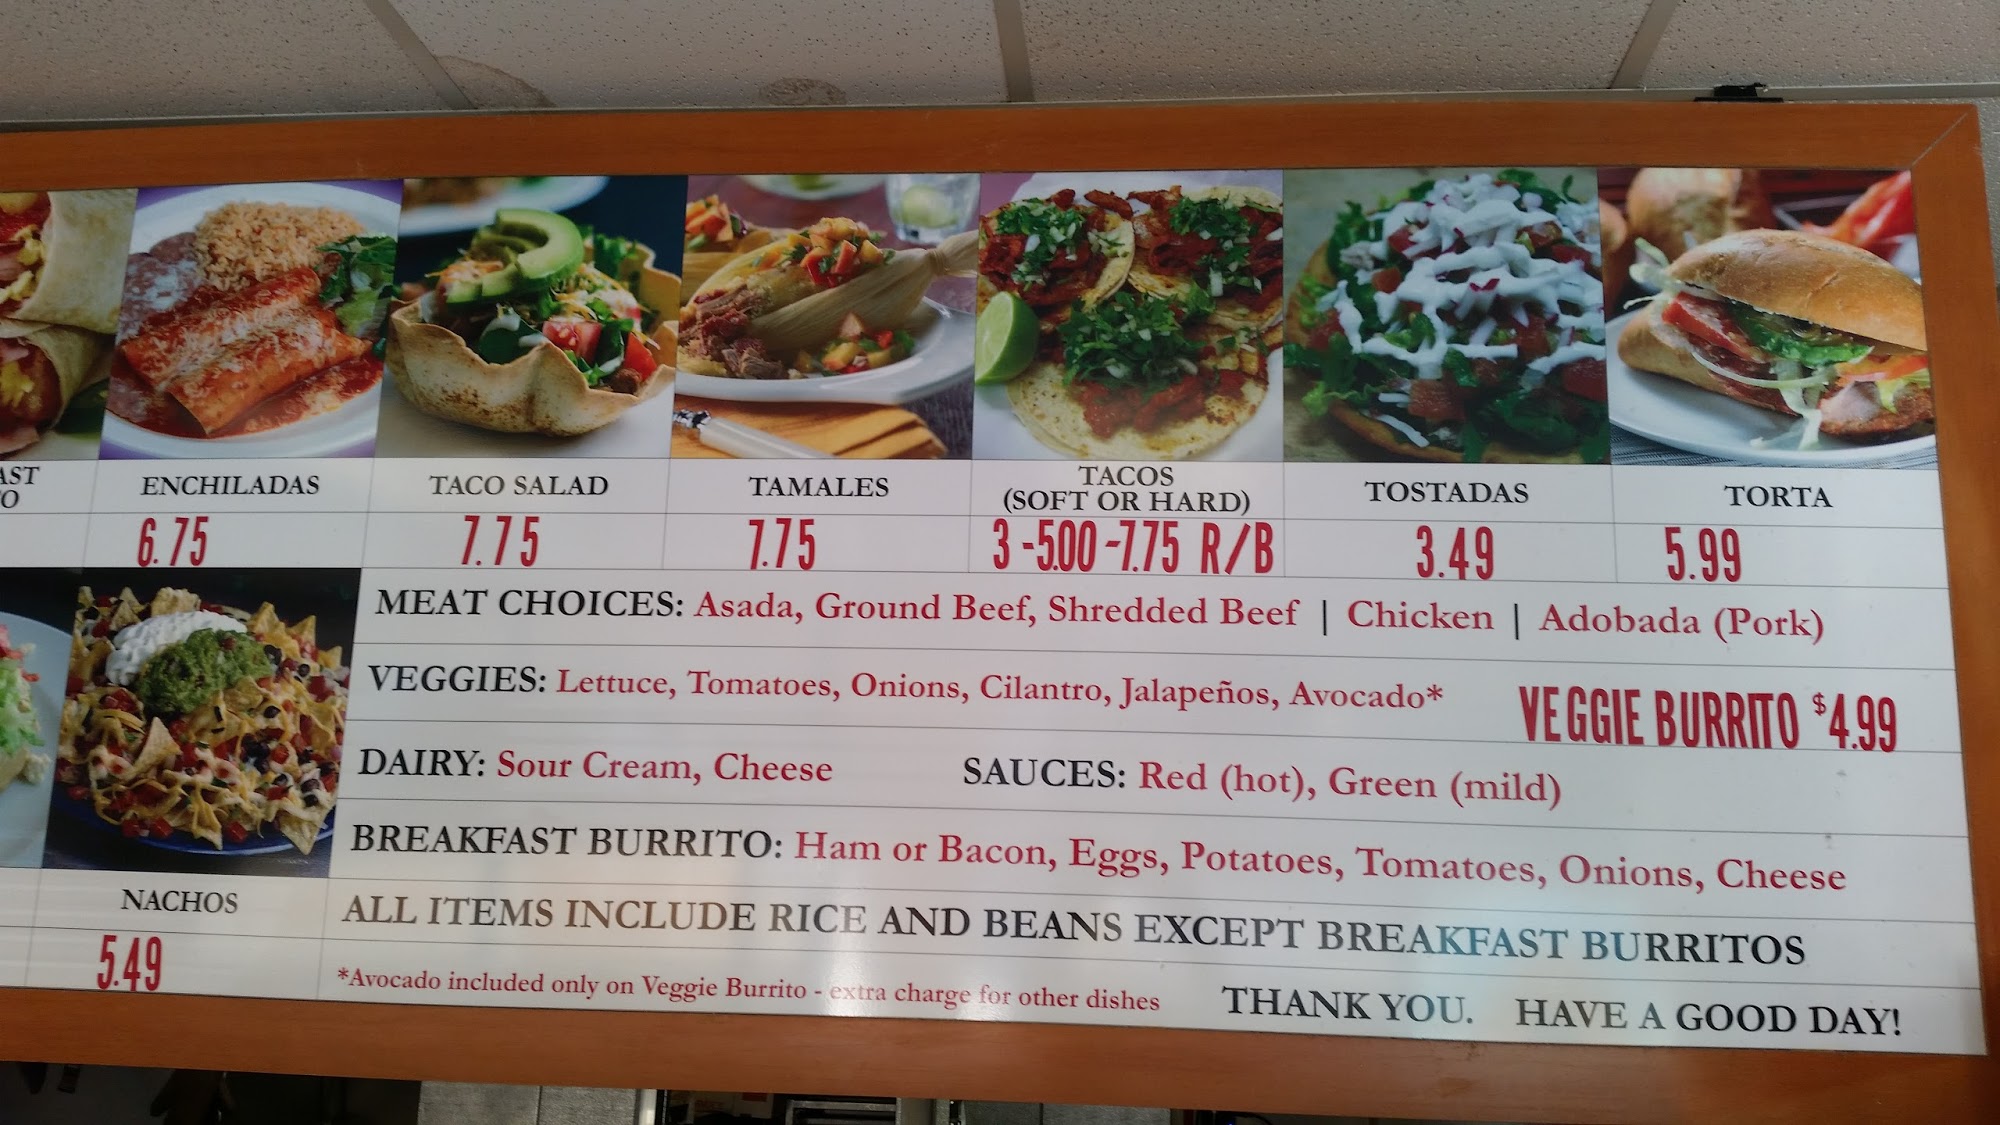 ENCHILADAS
6.75
TACO SALAD
7.75
TAMALES
7.75
TACOS
(SOFT OR HARD)
3 -5.00 -7.75 R/B
TOSTADAS
3.49
TORTA
5.99
NACHOS
5.49
MEAT CHOICES: Asada, Ground Beef, Shredded Beef | Chicken | Adobada (Pork)
VEGGIES: Lettuce, Tomatoes, Onions, Cilantro, Jalapeños, Avocado*
VEGGIE BURRITO $4.99
DAIRY: Sour Cream, Cheese
SAUCES: Red (hot), Green (mild)
BREAKFAST BURRITO: Ham or Bacon, Eggs, Potatoes, Tomatoes, Onions, Cheese
ALL ITEMS INCLUDE RICE AND BEANS EXCEPT BREAKFAST BURRITOS
*Avocado included only on Veggie Burrito - extra charge for other dishes
THANK YOU. HAVE A GOOD DAY!